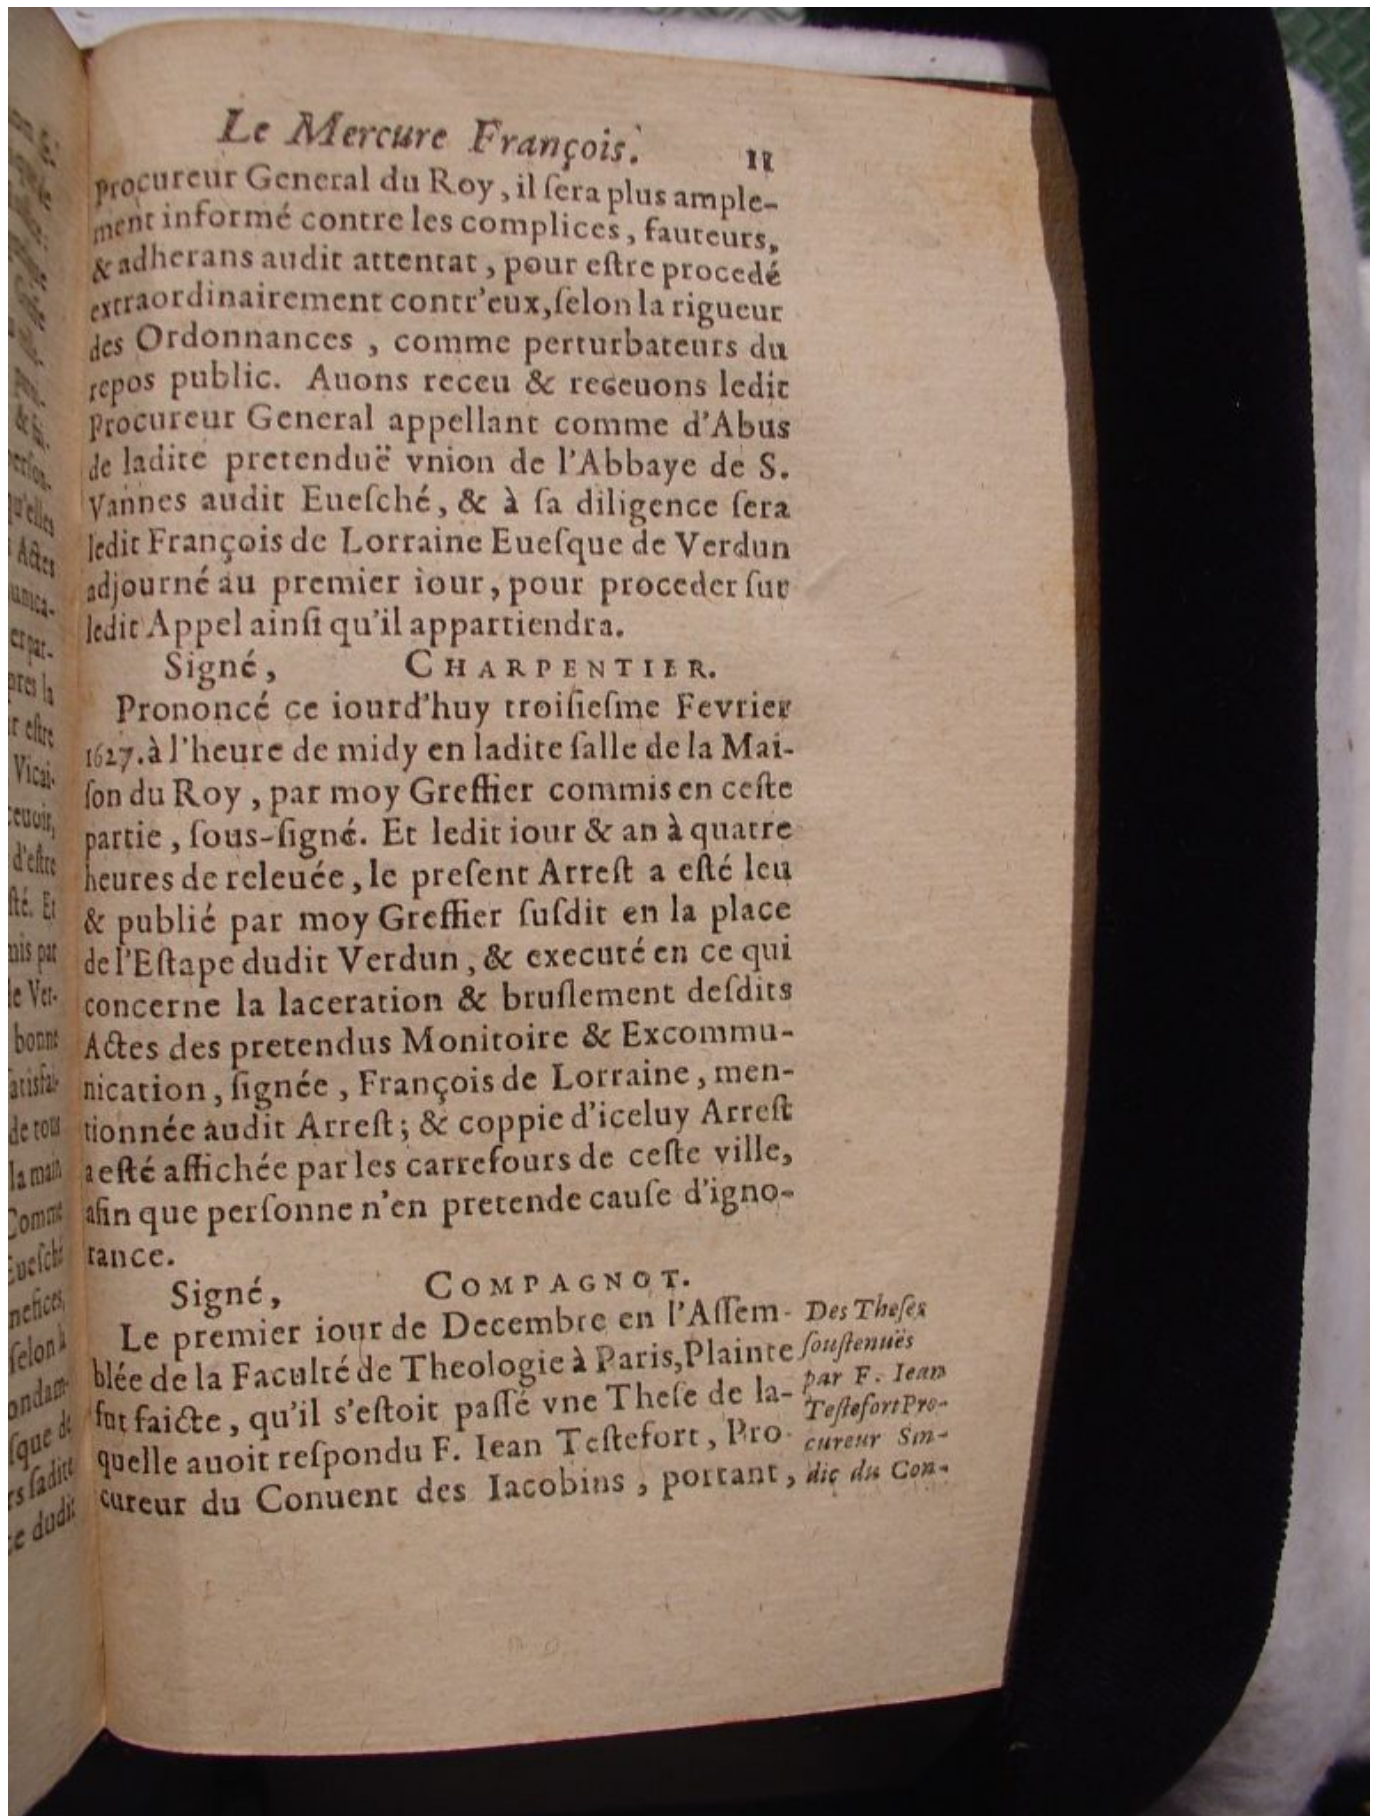 Le Mercure François. 11
Procureur General du Roy, il ſera plus ample-
ment informé contre les complices, fauteurs,
& adherans audit attentat, pour eſtre procedé
extraordinairement contr'eux, ſelon la rigueur
des Ordonnances, comme perturbateurs du
repos public. Auons receu & receuons ledit
Procureur General appellant comme d'Abus
de ladite pretenduë vnion de l'Abbaye de S.
Vannes audit Eueſché, & à ſa diligence ſera
ledit François de Lorraine Eueſque de Verdun
adjourné au premier iour, pour proceder ſur
ledit Appel ainſi qu'il appartiendra.
Signé, CHARPENTIER.
Prononcé ce iourd'huy troiſieſme Fevrier
1627. à l'heure de midy en ladite ſalle de la Mai-
ſon du Roy, par moy Greffier commis en ceſte
partie, ſous-ſigné. Et ledit iour & an à quatre
heures de releuée, le preſent Arreſt a eſté leu
& publié par moy Greffier ſuſdit en la place
de l'Eſtape dudit Verdun, & executé en ce qui
concerne la laceration & bruſlement deſdits
Actes des pretendus Monitoire & Excommu-
nication, ſignée, François de Lorraine, men-
tionnée audit Arreſt; & coppie d'iceluy Arreſt
a eſté affichée par les carrefours de ceſte ville,
afin que perſonne n'en pretende cauſe d'igno-
rance.
Signé, COMPAGNOT.
Le premier iour de Decembre en l'Aſſem-
blée de la Faculté de Theologie à Paris, Plainte
fut faicte, qu'il s'eſtoit paſſé vne Theſe de la-
quelle auoit reſpondu F. Iean Teſtefort, Pro-
cureur du Conuent des Iacobins, portant,
Des Theſes
ſouſtenuës
par F. Iean
Teſtefort Pro-
cureur Sin-
dic du Con-